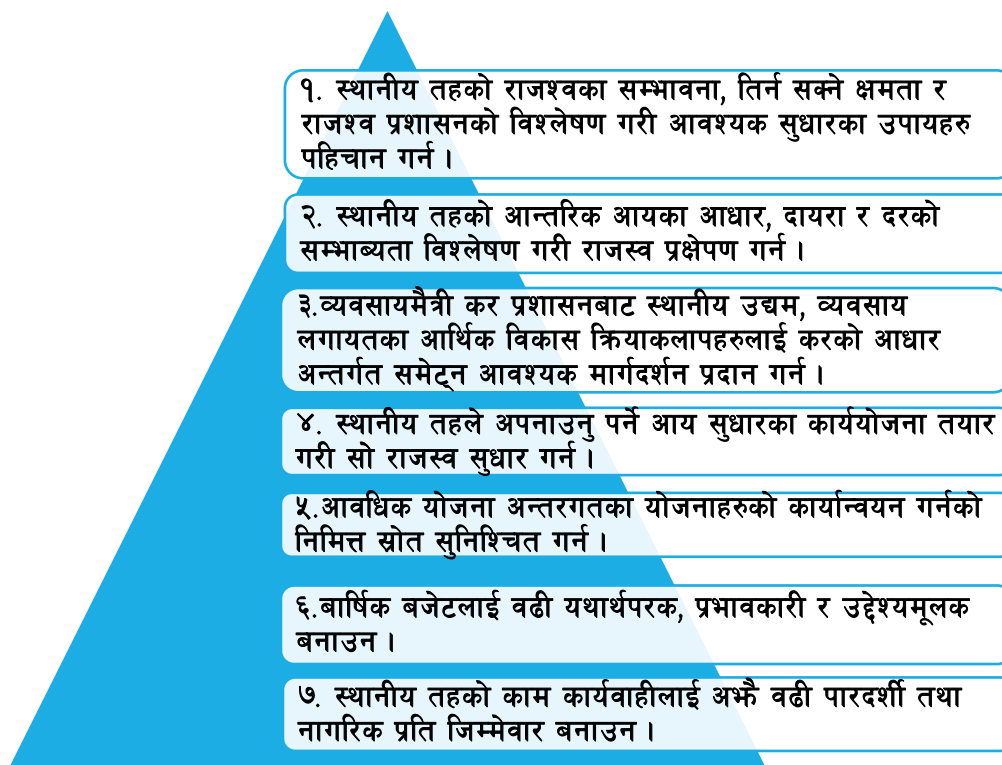 १. स्थानीय तहको राजश्वका सम्भावना, तिर्न सक्ने क्षमता र
राजश्व प्रशासनको विश्लेषण गरी आवश्यक सुधारका उपायहरु
पहिचान गर्न ।
२. स्थानीय तहको आन्तरिक आयका आधार, दायरा र दरको
सम्भाब्यता विश्लेषण गरी राजस्व प्रक्षेपण गर्न ।
३.व्यवसायमैत्री कर प्रशासनबाट स्थानीय उद्यम, व्यवसाय
लगायतका आर्थिक विकास क्रियाकलापहरुलाई करको आधार
अन्तर्गत समेट्न आवश्यक मार्गदर्शन प्रदान गर्न ।
४. स्थानीय तहले अपनाउनु पर्ने आय सुधारका कार्ययोजना तयार
गरी सो राजस्व सुधार गर्न ।
५.आवधिक योजना अन्तरगतका योजनाहरुको कार्यान्वयन गर्नको
निमित्त स्रोत सुनिश्चित गर्न ।
६.बार्षिक बजेटलाई वढी यथार्थपरक, प्रभावकारी र उद्देश्यमूलक
बनाउन ।
७. स्थानीय तहको काम कार्यवाहीलाई अझै वढी पारदर्शी तथा
नागरिक प्रति जिम्मेवार बनाउन ।